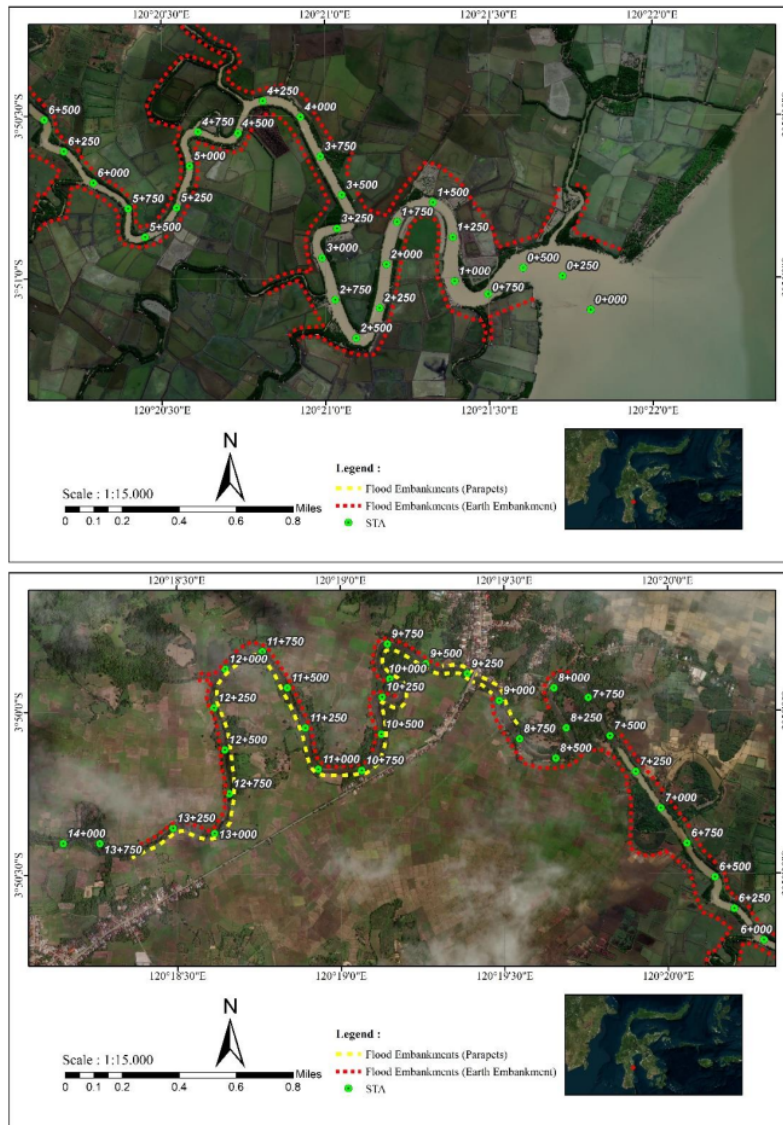 120°20'30"E 120°21'0"E 120°21'30"E 120°22'0"E
3°50'30"S
3°51'0"S
6+500
6+250
6+000
5+750
5+500
5+250
5+000
4+750
4+500
4+250
4+000
3+750
3+500
3+250
3+000
2+750
2+500
2+250
2+000
1+750
1+500
1+250
1+000
0+750
0+500
0+250
0+000
120°20'30"E 120°21'0"E 120°21'30"E 120°22'0"E
N
Scale : 1:15.000
Miles
0 0.1 0.2 0.4 0.6 0.8
Legend :
Flood Embankments (Parapets)
Flood Embankments (Earth Embankment)
STA
120°18'30"E 120°19'0"E 120°19'30"E 120°20'0"E
3°50'0"S 3°50'0"S
3°50'30"S 3°50'30"S
14+000
13+750
13+250
13+000
12+750
12+500
12+250
12+000
11+750
11+500
11+250
11+000
10+750
10+500
10+250
10+000
9+750
9+500
9+250
9+000
8+750
8+500
8+250
8+000
7+750
7+500
7+250
7+000
6+750
6+500
6+250
6+000
120°18'30"E 120°19'0"E 120°19'30"E 120°20'0"E
N
Scale : 1:15.000
Miles
0 0.1 0.2 0.4 0.6 0.8
Legend :
Flood Embankments (Parapets)
Flood Embankments (Earth Embankment)
STA